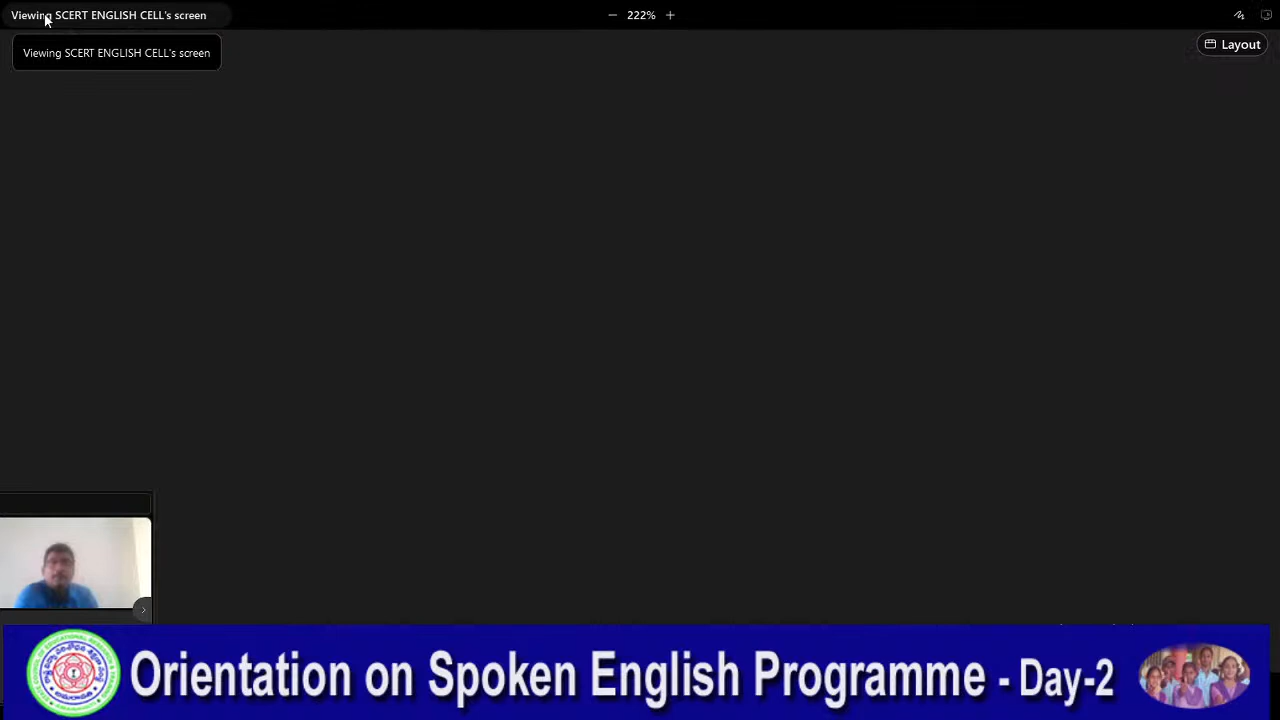 Viewing SCERT ENGLISH CELL's screen
222%
Viewing SCERT ENGLISH CELL's screen
Layout
Orientation on Spoken English Programme - Day-2